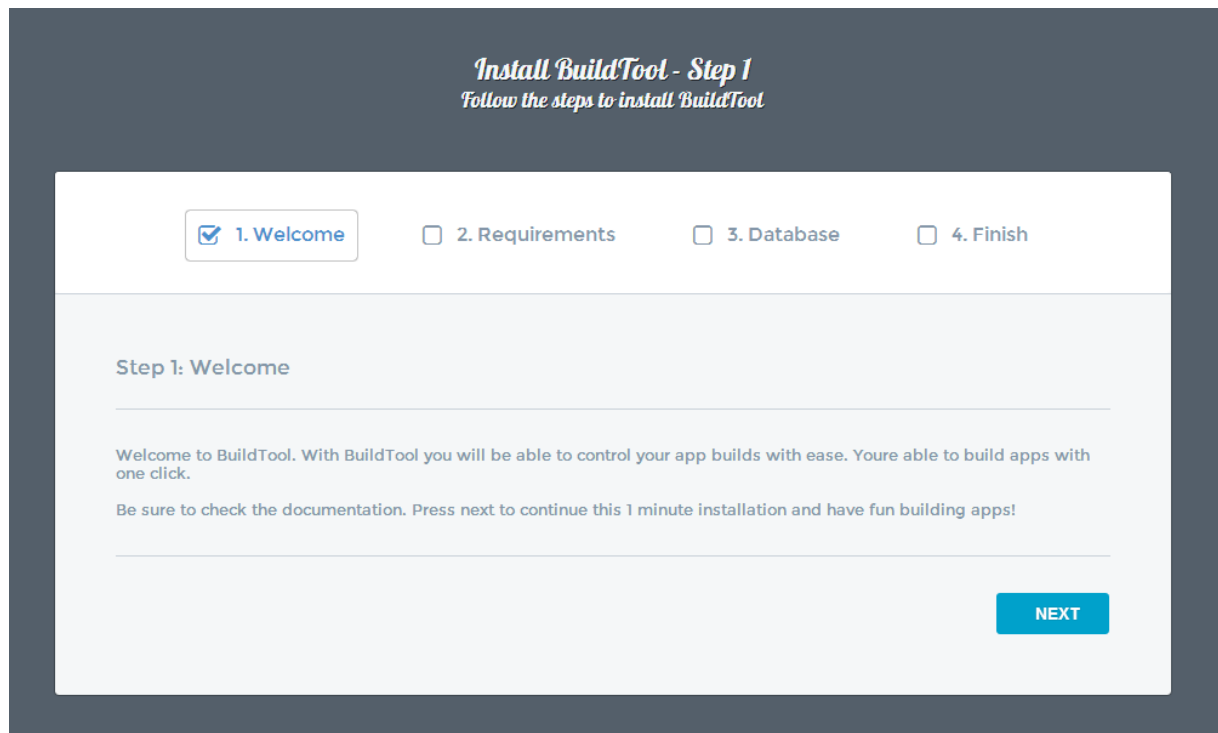 Install BuildTool - Step 1
Follow the steps to install BuildTool
1. Welcome
2. Requirements
3. Database
4. Finish
Step 1: Welcome
Welcome to BuildTool. With BuildTool you will be able to control your app builds with ease. Youre able to build apps with
one click.
Be sure to check the documentation. Press next to continue this 1 minute installation and have fun building apps!
NEXT